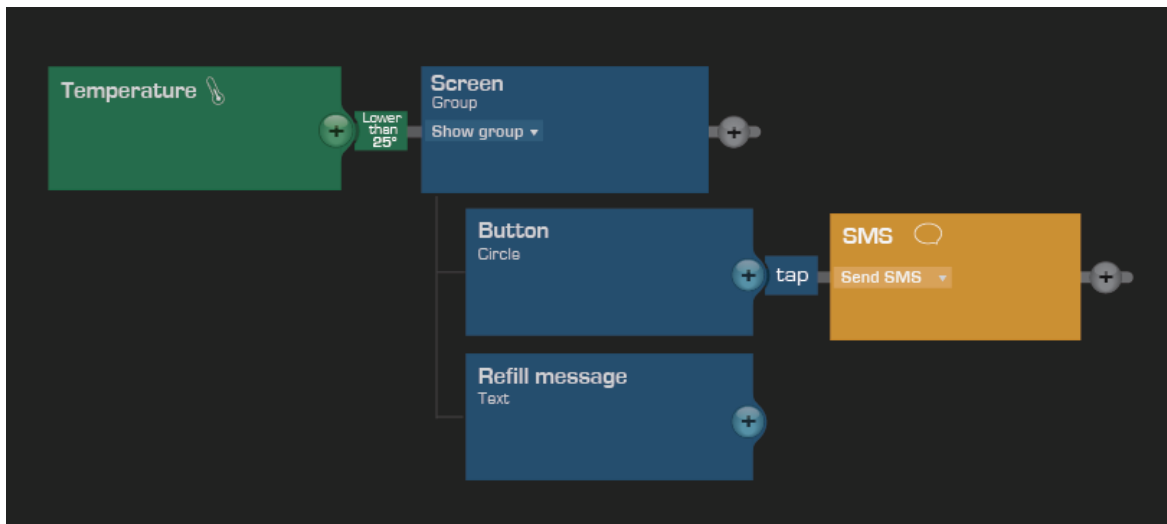 Temperature
Lower
than
25°
Screen
Group
Show group
Button
Circle
tap
SMS
Send SMS
Refill message
Text